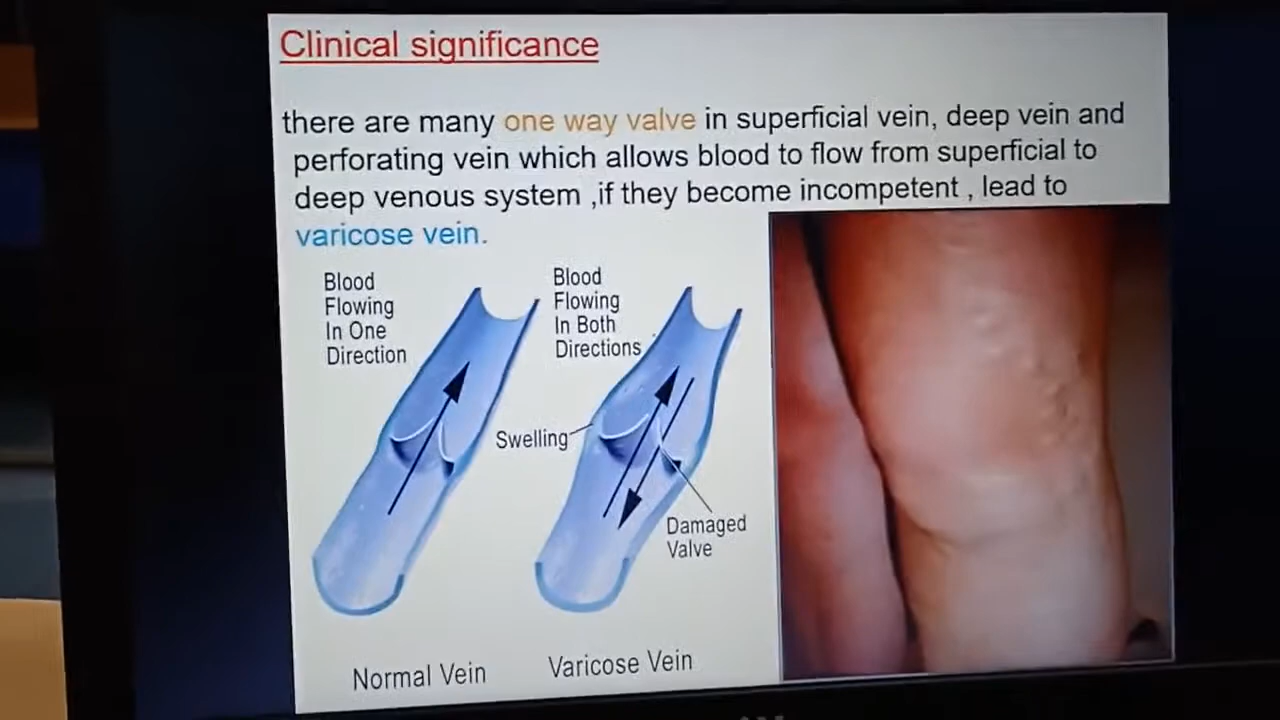 Clinical significance
there are many one way valve in superficial vein, deep vein and
perforating vein which allows blood to flow from superficial to
deep venous system ,if they become incompetent , lead to
varicose vein.
Blood
Flowing
In One
Direction
Blood
Flowing
In Both
Directions
Swelling
Damaged
Valve
Normal Vein
Varicose Vein